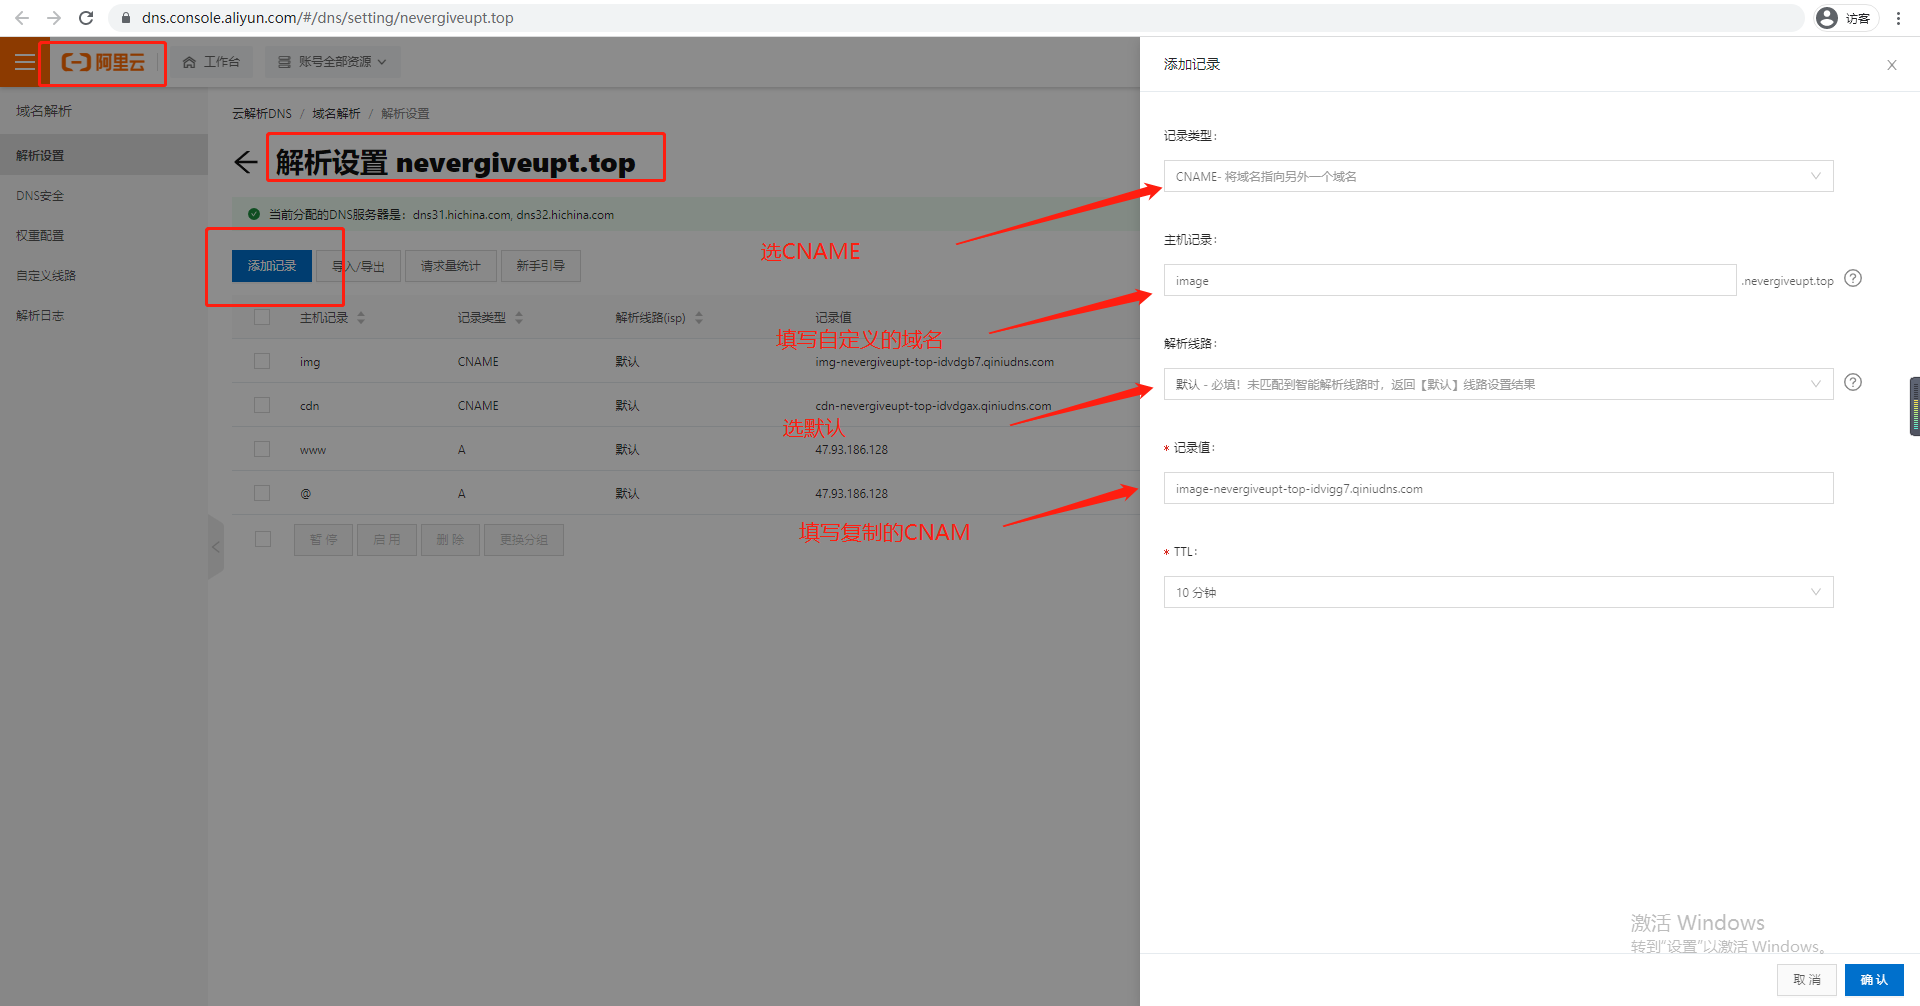 dns.console.aliyun.com/#/dns/setting/nevergiveupt.top
访客
阿里云
工作台
账号全部资源
域名解析
解析设置
DNS安全
权重配置
自定义线路
解析日志
云解析DNS / 域名解析 / 解析设置
解析设置 nevergiveupt.top
当前分配的DNS服务器是：dns31.hichina.com, dns32.hichina.com
添加记录 导入/导出 请求量统计 新手引导
主机记录 记录类型 解析线路(isp) 记录值
img CNAME 默认 img-nevergiveupt-top-idvdgb7.qiniudns.com
cdn CNAME 默认 cdn-nevergiveupt-top-idvdgax.qiniudns.com
www A 默认 47.93.186.128
@ A 默认 47.93.186.128
暂停 启用 删除 更换分组
选CNAME
填写自定义的域名
选默认
填写复制的CNAM
添加记录
记录类型：
CNAME- 将域名指向另外一个域名
主机记录：
image
.nevergiveupt.top
解析线路：
默认 - 必填！未匹配到智能解析线路时，返回【默认】线路设置结果
* 记录值：
image-nevergiveupt-top-idvigg7.qiniudns.com
* TTL：
10 分钟
激活 Windows
转到“设置”以激活 Windows。
取消 确认